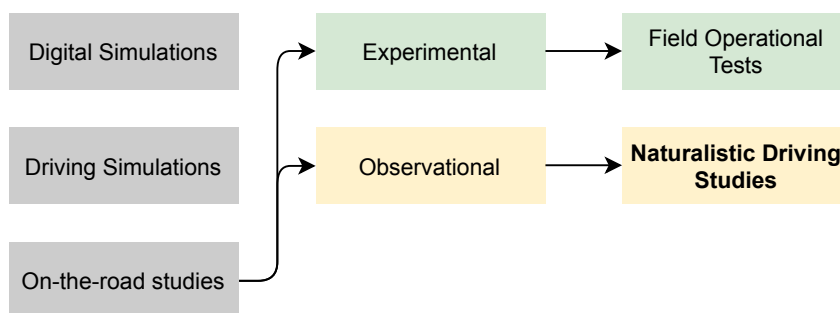 Digital Simulations
Experimental
Field Operational
Tests
Driving Simulations
Observational
Naturalistic Driving
Studies
On-the-road studies